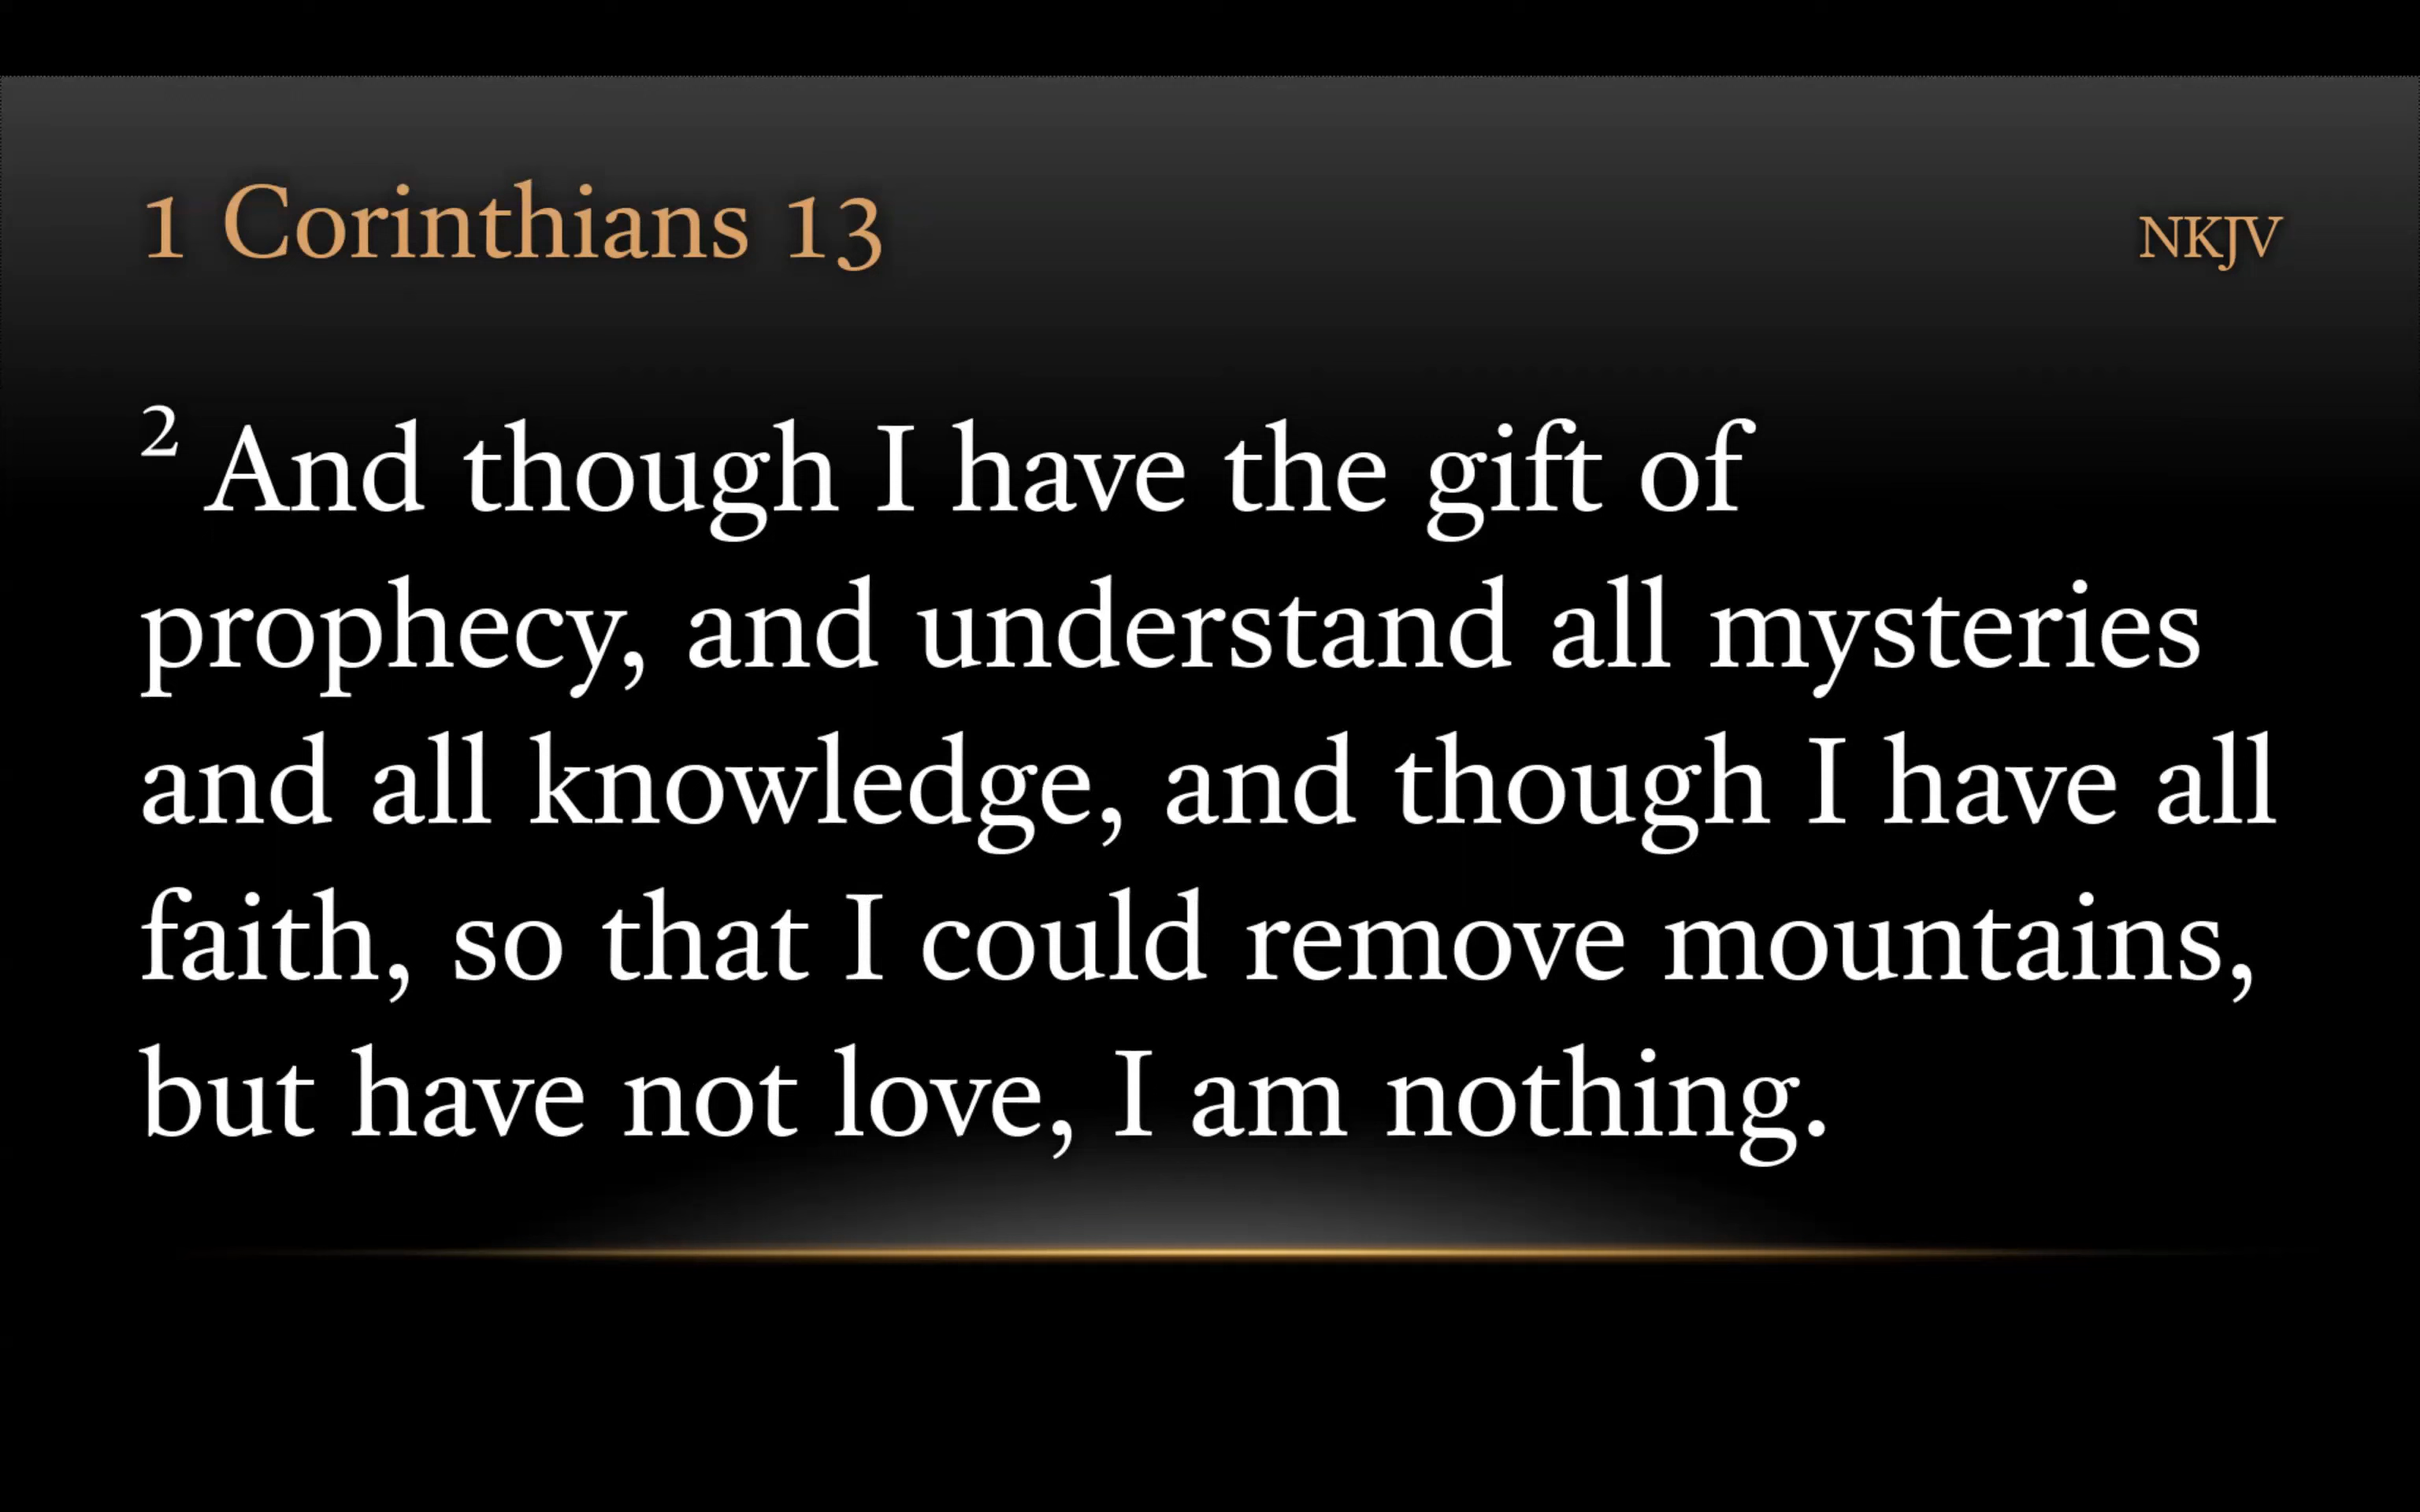 1 Corinthians 13 NKJV
2 And though I have the gift of
prophecy, and understand all mysteries
and all knowledge, and though I have all
faith, so that I could remove mountains,
but have not love, I am nothing.